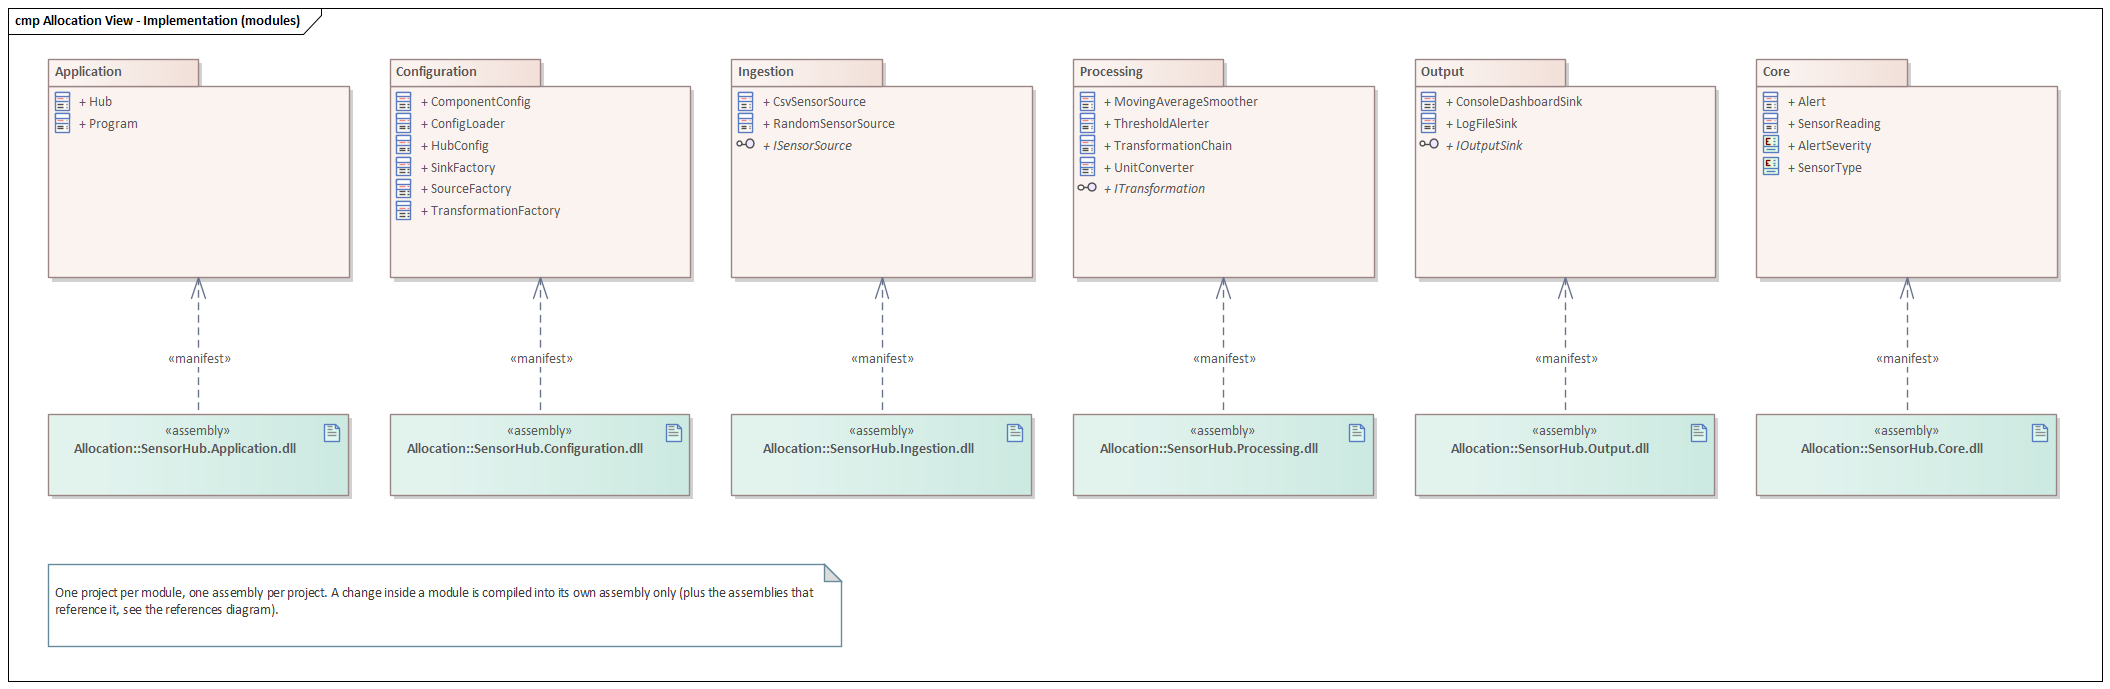 cmp Allocation View - Implementation (modules)
Application
+ Hub
+ Program
Configuration
+ ComponentConfig
+ ConfigLoader
+ HubConfig
+ SinkFactory
+ SourceFactory
+ TransformationFactory
Ingestion
+ CsvSensorSource
+ RandomSensorSource
+ ISensorSource
Processing
+ MovingAverageSmoother
+ ThresholdAlerter
+ TransformationChain
+ UnitConverter
+ ITransformation
Output
+ ConsoleDashboardSink
+ LogFileSink
+ IOutputSink
Core
+ Alert
+ SensorReading
+ AlertSeverity
+ SensorType
«manifest»
«manifest»
«manifest»
«manifest»
«manifest»
«manifest»
«assembly»
Allocation::SensorHub.Application.dll
«assembly»
Allocation::SensorHub.Configuration.dll
«assembly»
Allocation::SensorHub.Ingestion.dll
«assembly»
Allocation::SensorHub.Processing.dll
«assembly»
Allocation::SensorHub.Output.dll
«assembly»
Allocation::SensorHub.Core.dll
One project per module, one assembly per project. A change inside a module is compiled into its own assembly only (plus the assemblies that
reference it, see the references diagram).